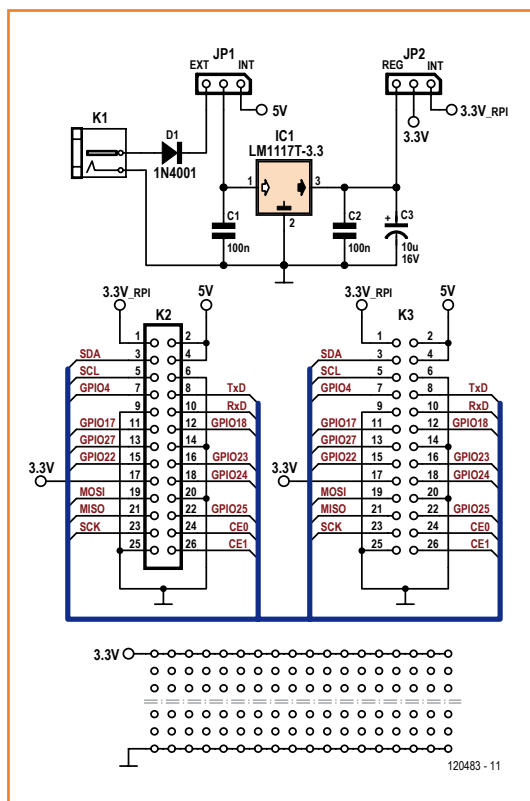 JP1
EXT INT
5V
JP2
REG INT
3.3V_RPI
3.3V
K1
D1
1N4001
IC1
LM1117T-3.3
1 3
2
C1
100n
C2
100n
+ C3
10u
16V
3.3V_RPI K2 5V
1 2
SDA 3 4
SCL 5 6
GPIO4 7 8 TxD
9 10 RxD
GPIO17 11 12 GPIO18
GPIO27 13 14
GPIO22 15 16 GPIO23
3.3V 17 18 GPIO24
MOSI 19 20
MISO 21 22 GPIO25
SCK 23 24 CE0
25 26 CE1
3.3V_RPI K3 5V
1 2
SDA 3 4
SCL 5 6
GPIO4 7 8 TxD
9 10 RxD
GPIO17 11 12 GPIO18
GPIO27 13 14
GPIO22 15 16 GPIO23
3.3V 17 18 GPIO24
MOSI 19 20
MISO 21 22 GPIO25
SCK 23 24 CE0
25 26 CE1
3.3V
120483 - 11